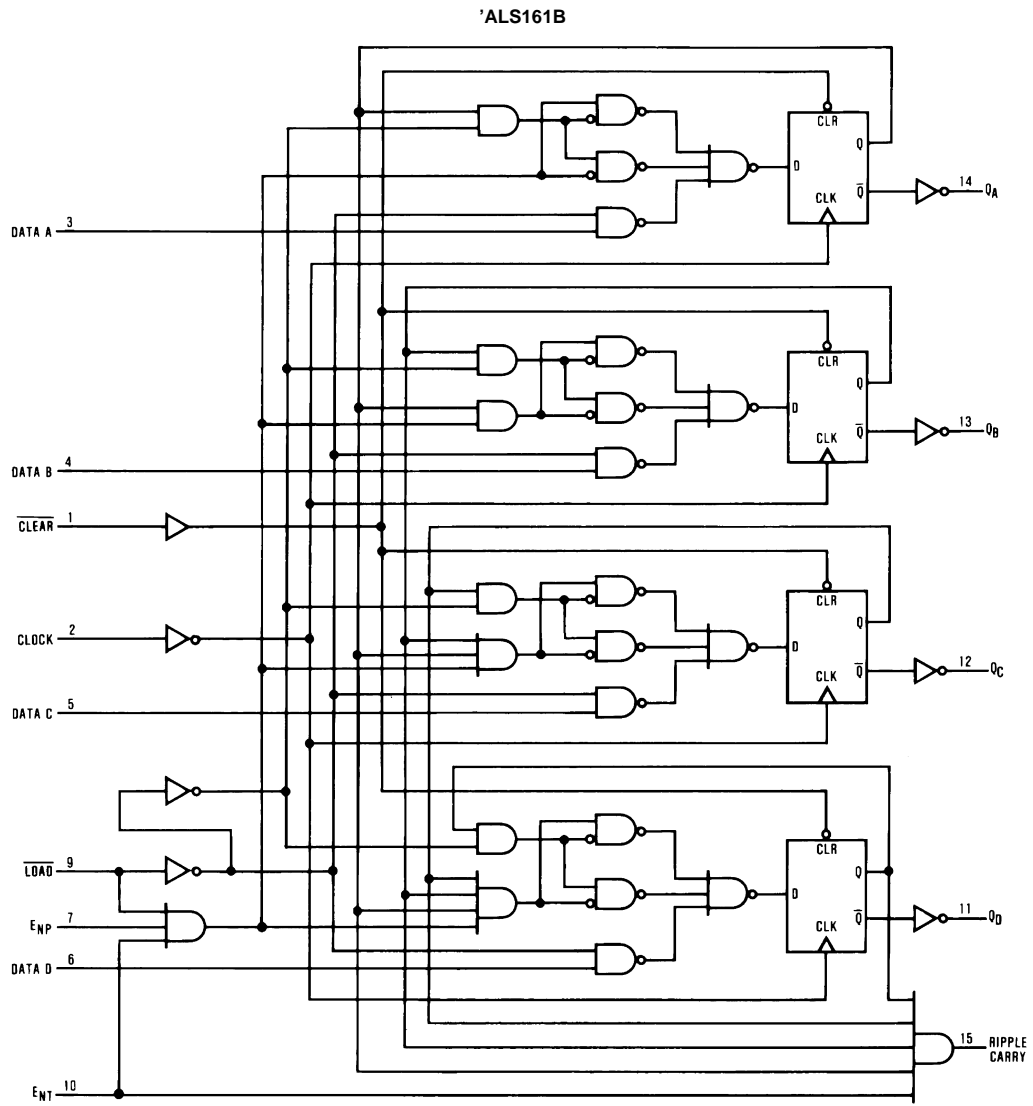 'ALS161B
CLR
Q
D
Q
CLK
14 QA
DATA A 3
CLR
Q
D
Q
CLK
13 QB
DATA B 4
CLEAR 1
CLR
Q
CLOCK 2
D
Q
CLK
12 QC
DATA C 5
CLR
LOAD 9
Q
D
Q
CLK
11 QD
ENP 7
DATA D 6
15 RIPPLE
CARRY
ENT 10